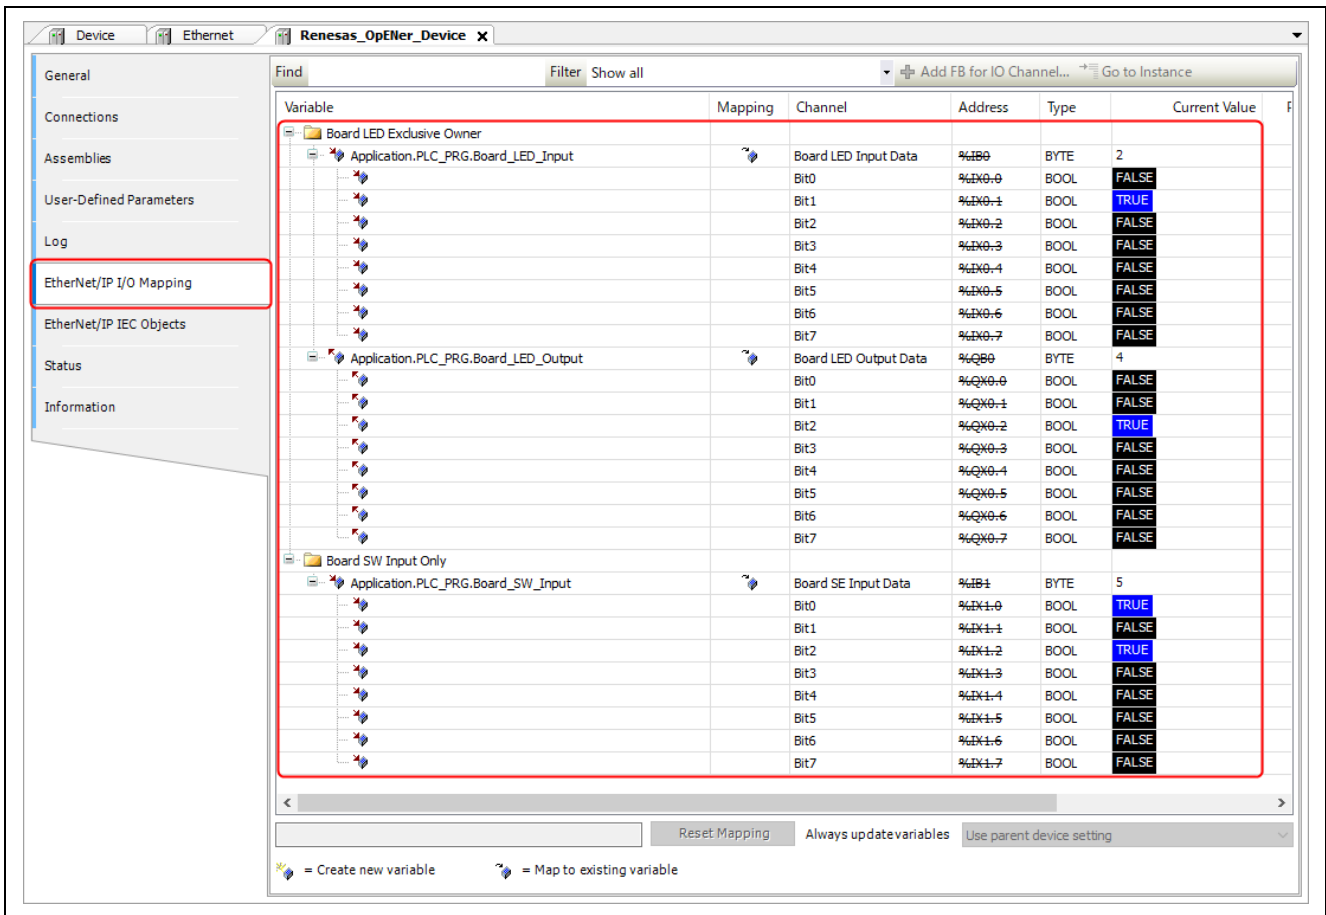 Device Ethernet Renesas_OpENer_Device X
General
Connections
Assemblies
User-Defined Parameters
Log
EtherNet/IP I/O Mapping
EtherNet/IP IEC Objects
Status
Information
Find Filter Show all Add FB for IO Channel... Go to Instance
Variable Mapping Channel Address Type Current Value
Board LED Exclusive Owner
Application.PLC_PRG.Board_LED_Input Board LED Input Data %IB0 BYTE 2
Bit0 %IX0.0 BOOL FALSE
Bit1 %IX0.1 BOOL TRUE
Bit2 %IX0.2 BOOL FALSE
Bit3 %IX0.3 BOOL FALSE
Bit4 %IX0.4 BOOL FALSE
Bit5 %IX0.5 BOOL FALSE
Bit6 %IX0.6 BOOL FALSE
Bit7 %IX0.7 BOOL FALSE
Application.PLC_PRG.Board_LED_Output Board LED Output Data %QB0 BYTE 4
Bit0 %QX0.0 BOOL FALSE
Bit1 %QX0.1 BOOL FALSE
Bit2 %QX0.2 BOOL TRUE
Bit3 %QX0.3 BOOL FALSE
Bit4 %QX0.4 BOOL FALSE
Bit5 %QX0.5 BOOL FALSE
Bit6 %QX0.6 BOOL FALSE
Bit7 %QX0.7 BOOL FALSE
Board SW Input Only
Application.PLC_PRG.Board_SW_Input Board SE Input Data %IB1 BYTE 5
Bit0 %IX1.0 BOOL TRUE
Bit1 %IX1.1 BOOL FALSE
Bit2 %IX1.2 BOOL TRUE
Bit3 %IX1.3 BOOL FALSE
Bit4 %IX1.4 BOOL FALSE
Bit5 %IX1.5 BOOL FALSE
Bit6 %IX1.6 BOOL FALSE
Bit7 %IX1.7 BOOL FALSE
Reset Mapping Always update variables Use parent device setting
= Create new variable = Map to existing variable